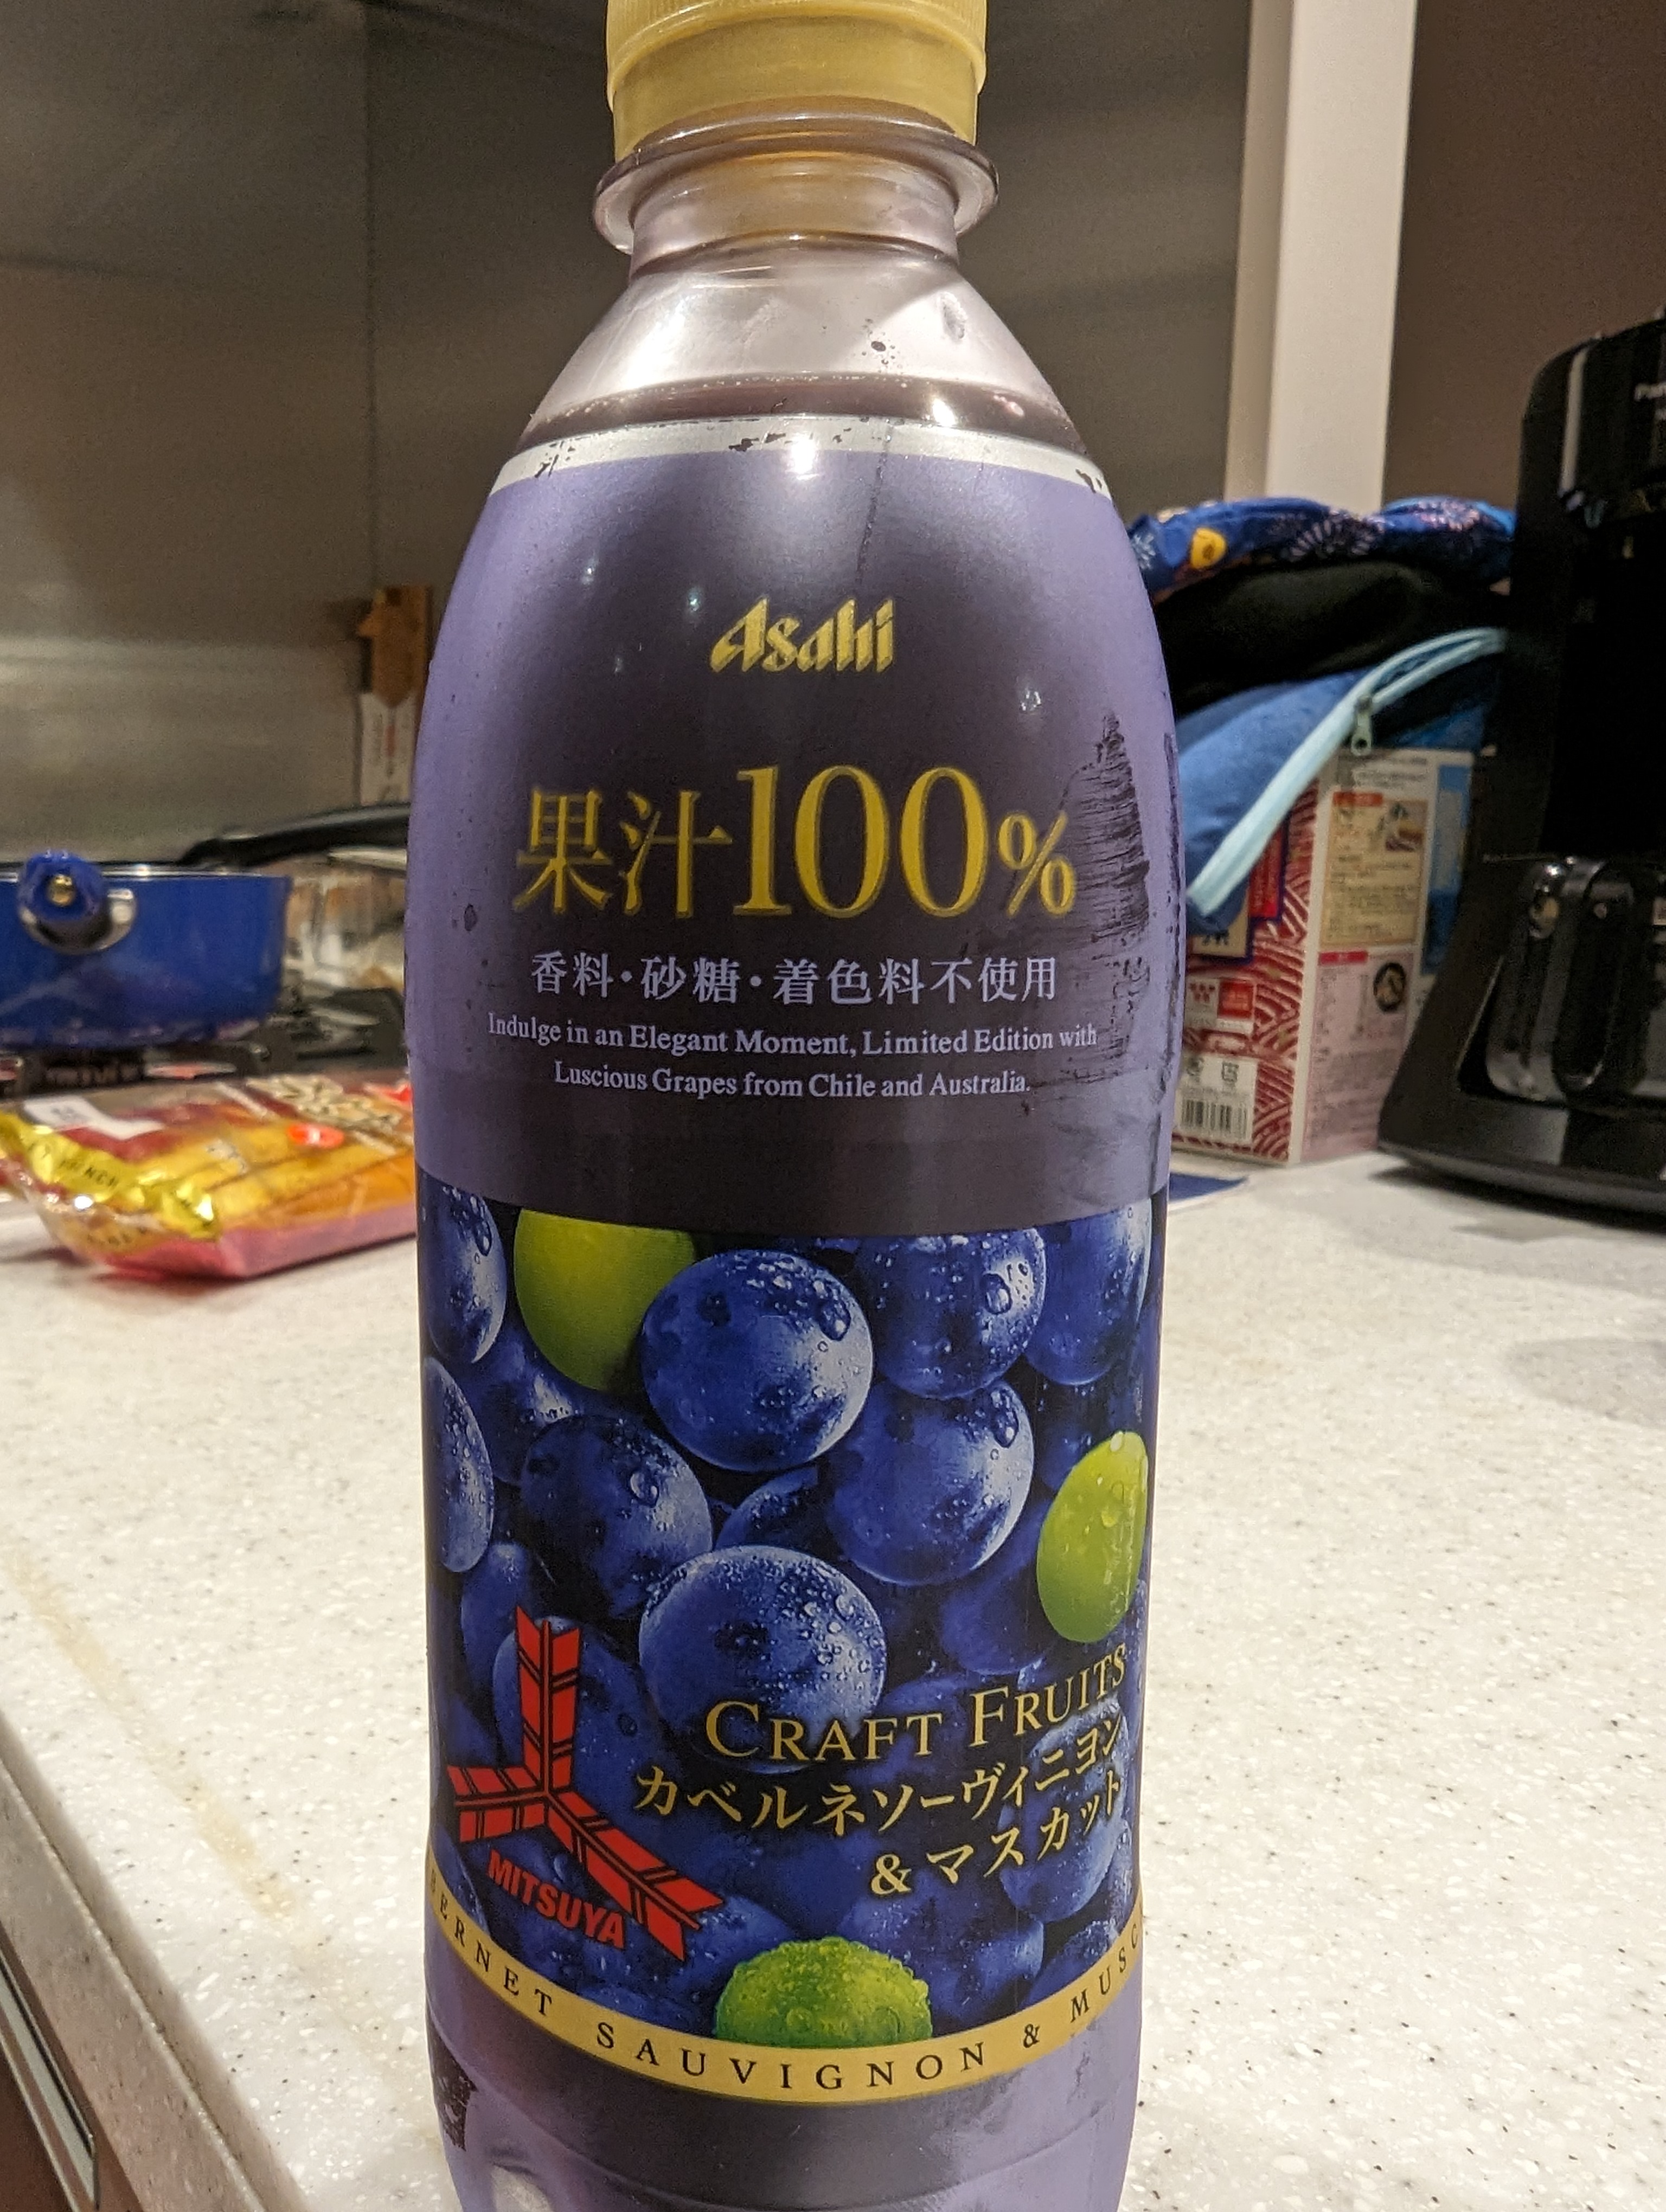 Asahi
果汁100%
香料・砂糖・着色料不使用
Indulge in an Elegant Moment, Limited Edition with
Luscious Grapes from Chile and Australia.
CRAFT FRUITS
カベルネソーヴィニヨン
&マスカット
MITSUYA
SAUVIGNON &